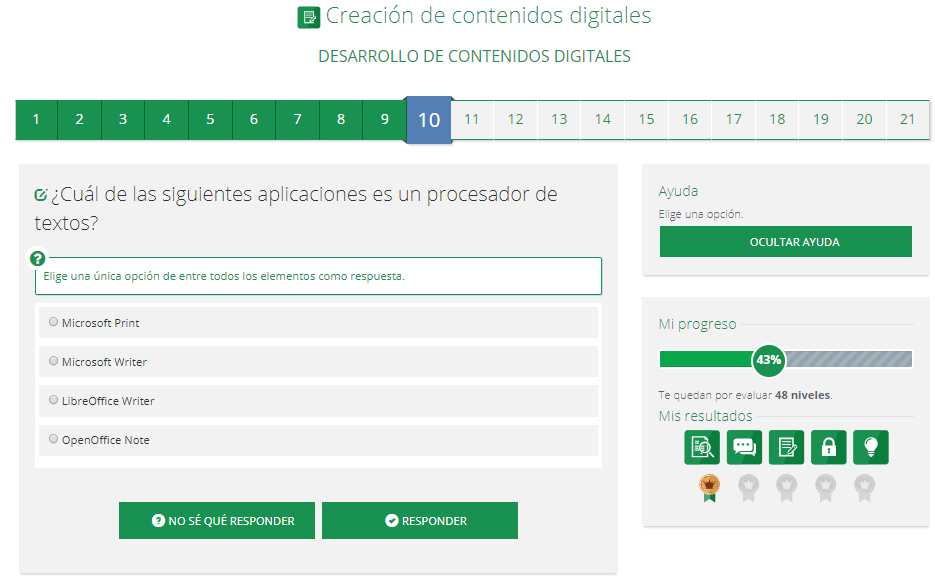 Creación de contenidos digitales
DESARROLLO DE CONTENIDOS DIGITALES
1 2 3 4 5 6 7 8 9 10 11 12 13 14 15 16 17 18 19 20 21
¿Cuál de las siguientes aplicaciones es un procesador de
textos?
?
Elige una única opción de entre todos los elementos como respuesta.
Microsoft Print
Microsoft Writer
LibreOffice Writer
OpenOffice Note
? NO SÉ QUÉ RESPONDER
RESPONDER
Ayuda
Elige una opción.
OCULTAR AYUDA
Mi progreso
43%
Te quedan por evaluar 48 niveles.
Mis resultados